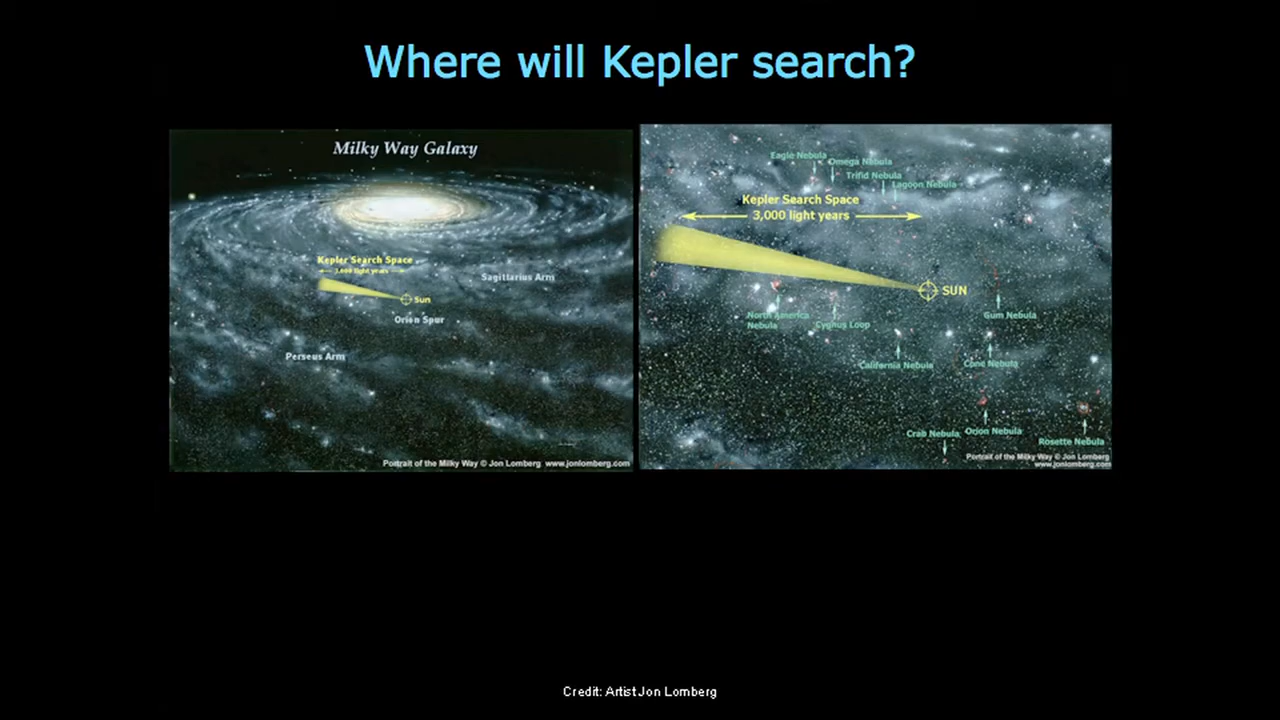 Where will Kepler search?
Milky Way Galaxy
Kepler Search Space
3,000 light years
Sun
Sagittarius Arm
Orion Spur
Perseus Arm
Portrait of the Milky Way © Jon Lomberg www.jonlomberg.com
Eagle Nebula
Omega Nebula
Trifid Nebula
Lagoon Nebula
Kepler Search Space
3,000 light years
SUN
North America
Nebula
Cygnus Loop
Gum Nebula
California Nebula
Cone Nebula
Crab Nebula
Orion Nebula
Rosette Nebula
Portrait of the Milky Way © Jon Lomberg
www.jonlomberg.com
Credit: Artist Jon Lomberg